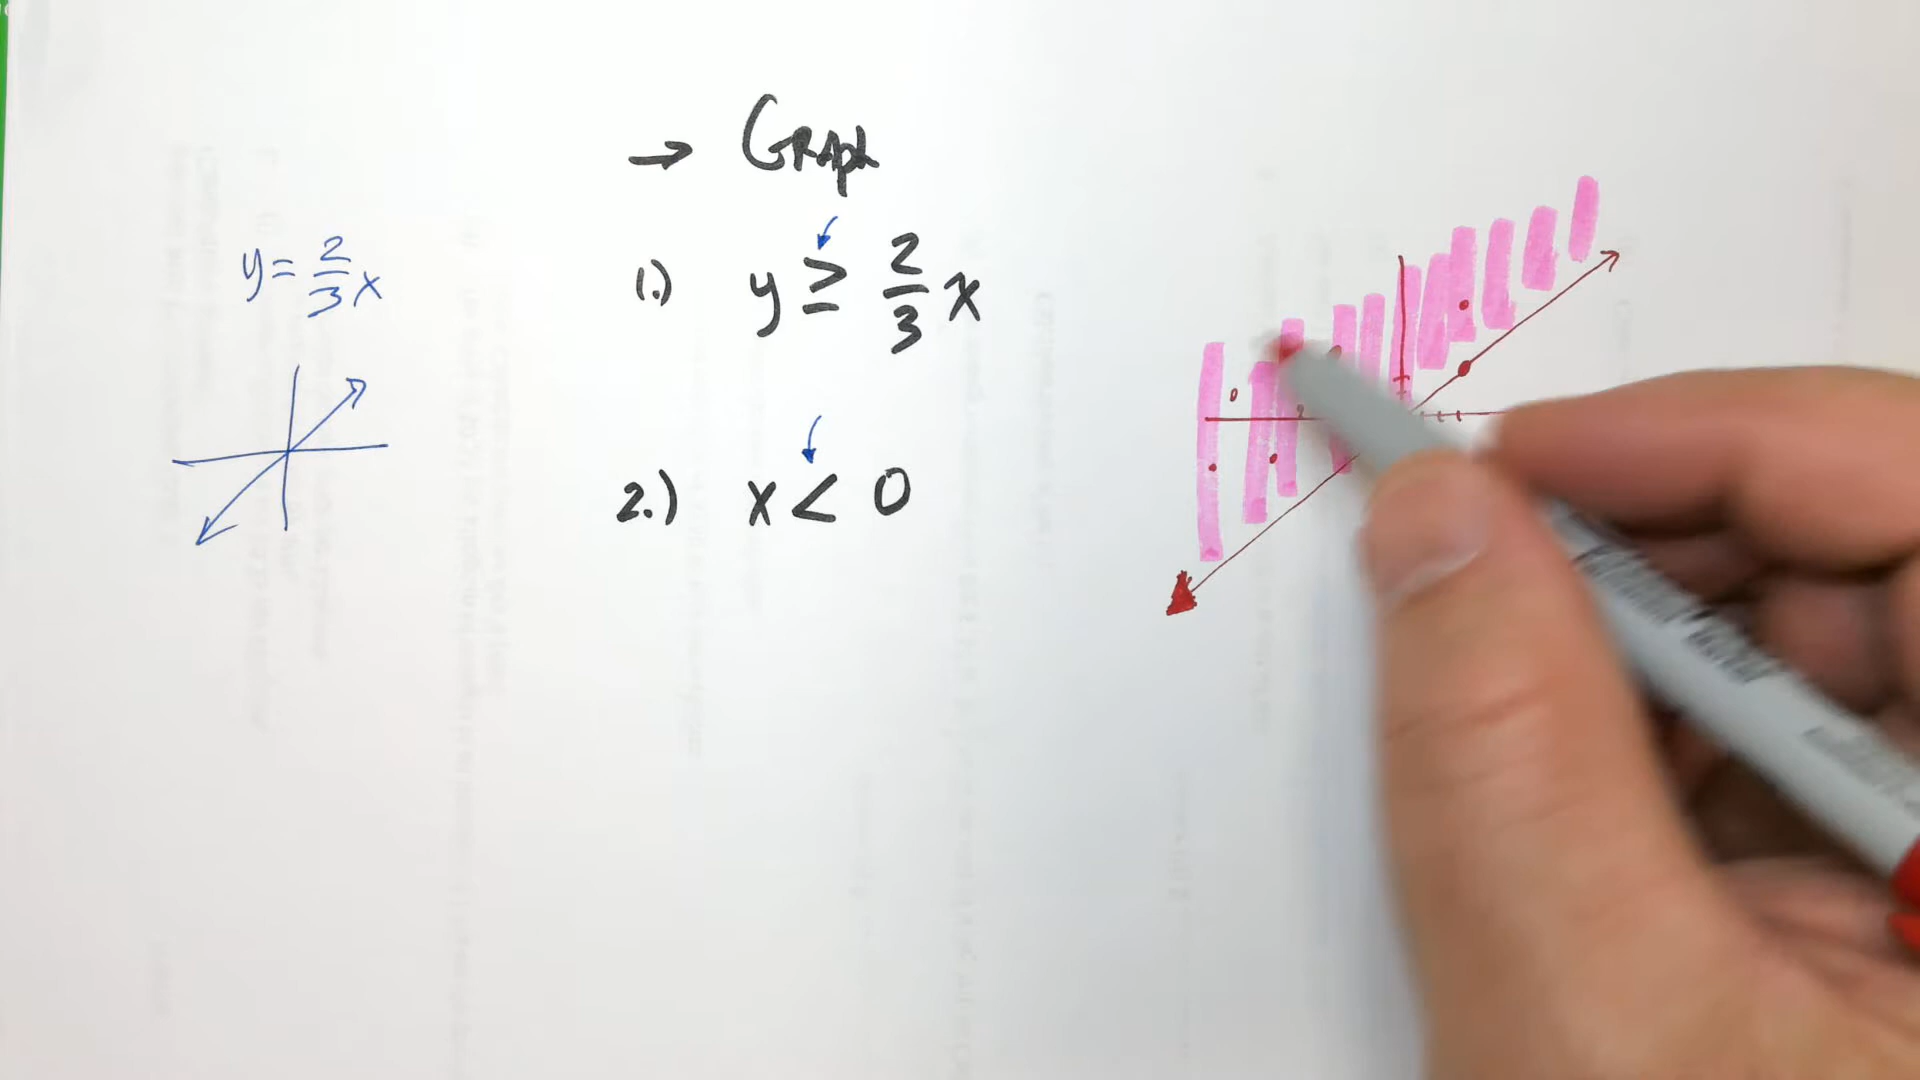 → Graph
y = 2/3 x
1.) y ≥ 2/3 x
2.) x < 0